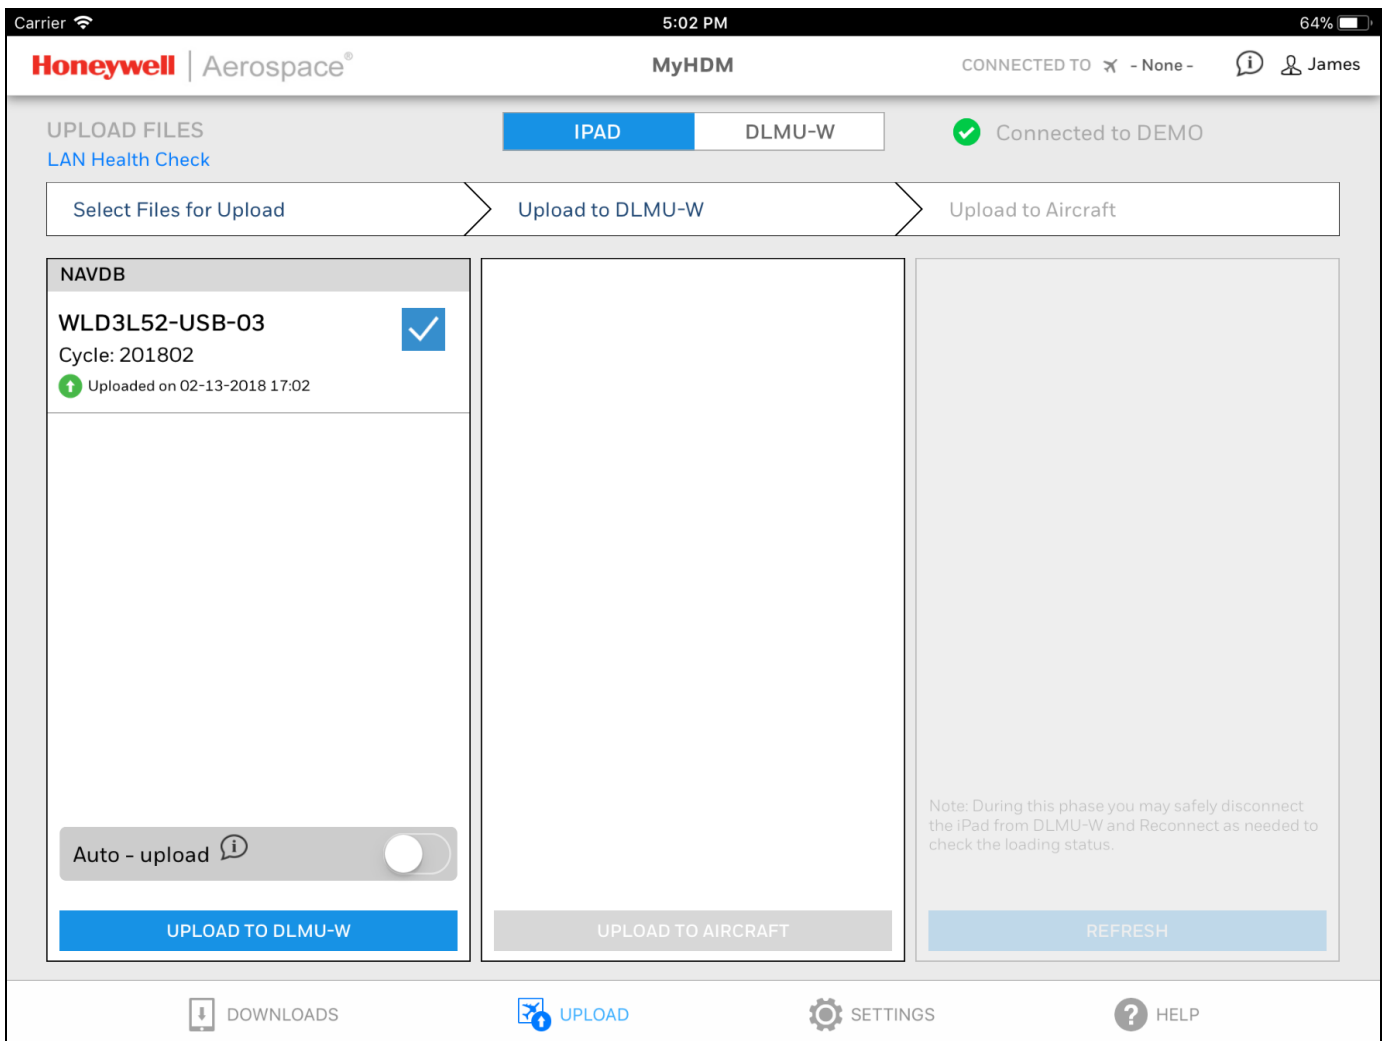 Carrier 5:02 PM 64%
Honeywell | Aerospace® MyHDM CONNECTED TO - None - James
UPLOAD FILES IPAD DLMU-W Connected to DEMO
LAN Health Check
Select Files for Upload Upload to DLMU-W Upload to Aircraft
NAVDB
WLD3L52-USB-03
Cycle: 201802
Uploaded on 02-13-2018 17:02
Note: During this phase you may safely disconnect
the iPad from DLMU-W and Reconnect as needed to
check the loading status.
Auto - upload
UPLOAD TO DLMU-W UPLOAD TO AIRCRAFT REFRESH
DOWNLOADS UPLOAD SETTINGS HELP